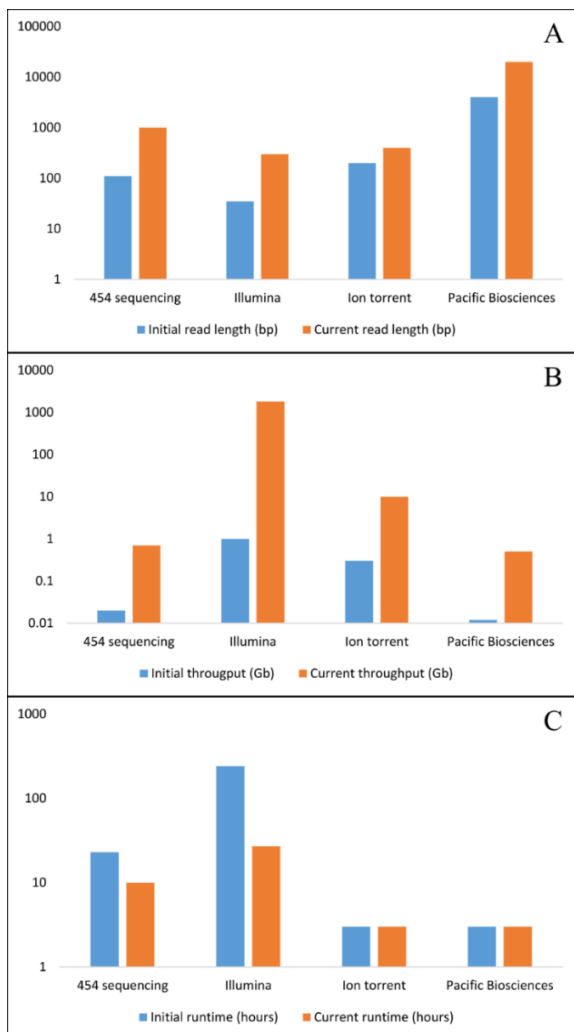 A
100000
10000
1000
100
10
1
454 sequencing Illumina Ion torrent Pacific Biosciences
Initial read length (bp) Current read length (bp)
B
10000
1000
100
10
1
0.1
0.01
454 sequencing Illumina Ion torrent Pacific Biosciences
Initial througput (Gb) Current throughput (Gb)
C
1000
100
10
1
454 sequencing Illumina Ion torrent Pacific Biosciences
Initial runtime (hours) Current runtime (hours)